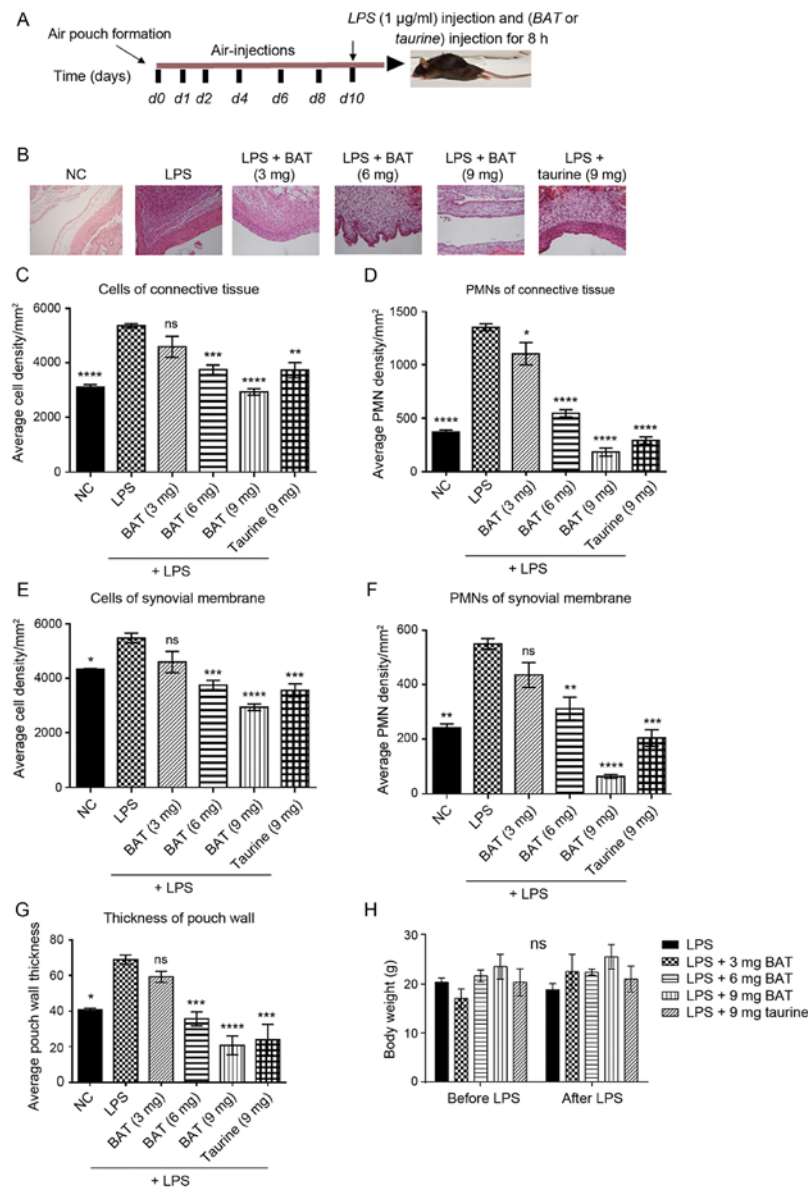 A
Air pouch formation
Air-injections
LPS (1 µg/ml) injection and (BAT or
taurine) injection for 8 h
Time (days)
d0 d1 d2 d4 d6 d8 d10
B
NC
LPS
LPS + BAT
(3 mg)
LPS + BAT
(6 mg)
LPS + BAT
(9 mg)
LPS +
taurine (9 mg)
C
Cells of connective tissue
Average cell density/mm²
6000
4000
2000
0
**** ns *** **** **
NC
LPS
BAT (3 mg)
BAT (6 mg)
BAT (9 mg)
Taurine (9 mg)
+ LPS
D
PMNs of connective tissue
Average PMN density/mm²
1500
1000
500
0
**** * **** **** ****
NC
LPS
BAT (3 mg)
BAT (6 mg)
BAT (9 mg)
Taurine (9 mg)
+ LPS
E
Cells of synovial membrane
Average cell density/mm²
6000
4000
2000
0
* ns *** **** ***
NC
LPS
BAT (3 mg)
BAT (6 mg)
BAT (9 mg)
Taurine (9 mg)
+ LPS
F
PMNs of synovial membrane
Average PMN density/mm²
600
400
200
0
** ns ** **** ***
NC
LPS
BAT (3 mg)
BAT (6 mg)
BAT (9 mg)
Taurine (9 mg)
+ LPS
G
Thickness of pouch wall
Average pouch wall thickness
80
60
40
20
0
* ns *** **** ***
NC
LPS
BAT (3 mg)
BAT (6 mg)
BAT (9 mg)
Taurine (9 mg)
+ LPS
H
Body weight (g)
30
20
10
0
ns
Before LPS
After LPS
LPS
LPS + 3 mg BAT
LPS + 6 mg BAT
LPS + 9 mg BAT
LPS + 9 mg taurine